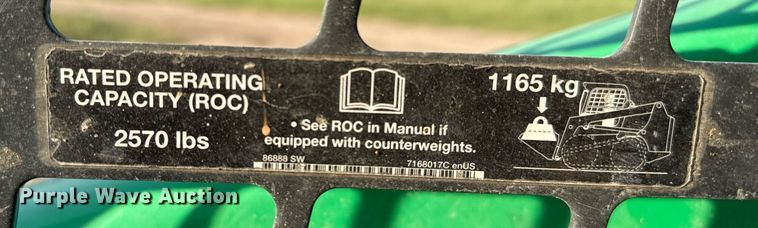 RATED OPERATING
CAPACITY (ROC)
2570 lbs
• See ROC in Manual if
equipped with counterweights.
86888 SW
7168017C enUS
1165 kg
Purple Wave Auction